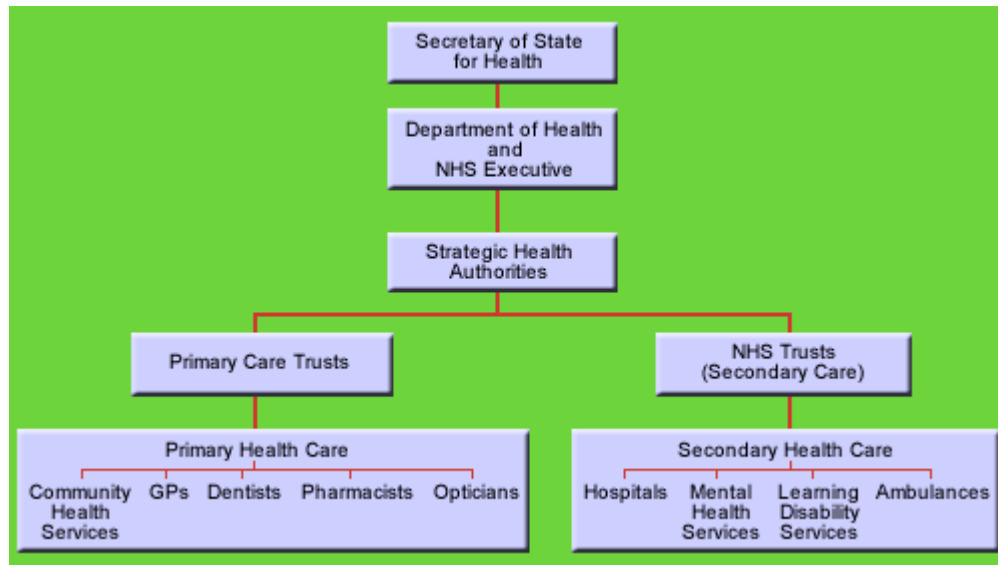 Secretary of State
for Health
Department of Health
and
NHS Executive
Strategic Health
Authorities
Primary Care Trusts
NHS Trusts
(Secondary Care)
Primary Health Care
Community
Health
Services
GPs
Dentists
Pharmacists
Opticians
Secondary Health Care
Hospitals
Mental
Health
Services
Learning
Disability
Services
Ambulances